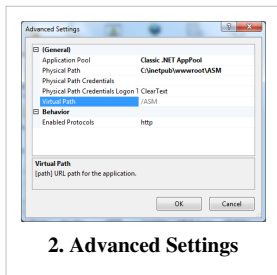 Advanced Settings
(General)
Application Pool Classic .NET AppPool
Physical Path C:\inetpub\wwwroot\ASM
Physical Path Credentials
Physical Path Credentials Logon T ClearText
Virtual Path /ASM
Behavior
Enabled Protocols http
Virtual Path
[path] URL path for the application.
OK Cancel
2. Advanced Settings